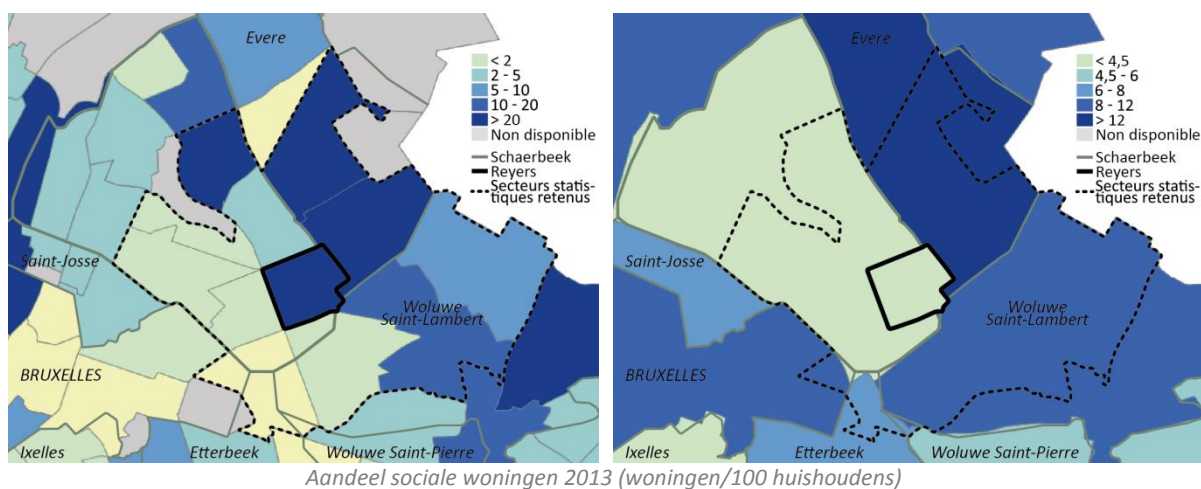 Evere
< 2
2 - 5
5 - 10
10 - 20
> 20
Non disponible
Schaerbeek
Reyers
Secteurs statis-
tiques retenus
Saint-Josse
Woluwe
Saint-Lambert
BRUXELLES
Ixelles
Etterbeek
Woluwe Saint-Pierre
Evere
< 4,5
4,5 - 6
6 - 8
8 - 12
> 12
Non disponible
Schaerbeek
Reyers
Secteurs statis-
tiques retenus
Saint-Josse
Woluwe
Saint-Lambert
BRUXELLES
Ixelles
Etterbeek
Woluwe Saint-Pierre
Aandeel sociale woningen 2013 (woningen/100 huishoudens)